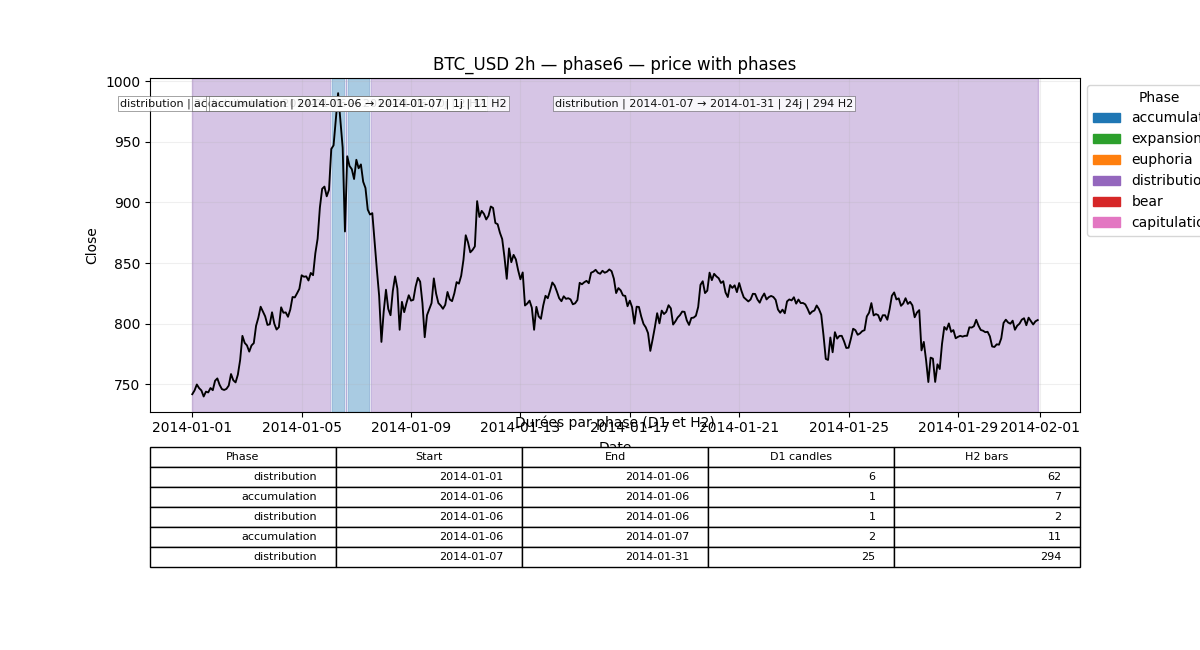 BTC_USD 2h — phase6 — price with phases
1000
950
900
850
800
750
Close
distribution | ac
accumulation | 2014-01-06 → 2014-01-07 | 1j | 11 H2
distribution | 2014-01-07 → 2014-01-31 | 24j | 294 H2
Phase
accumulat
expansion
euphoria
distributio
bear
capitulatio
2014-01-01 2014-01-05 2014-01-09 2014-01-13 2014-01-17 2014-01-21 2014-01-25 2014-01-29 2014-02-01
Durées par phase (D1 et H2)
Date
Phase Start End D1 candles H2 bars
distribution 2014-01-01 2014-01-06 6 62
accumulation 2014-01-06 2014-01-06 1 7
distribution 2014-01-06 2014-01-06 1 2
accumulation 2014-01-06 2014-01-07 2 11
distribution 2014-01-07 2014-01-31 25 294